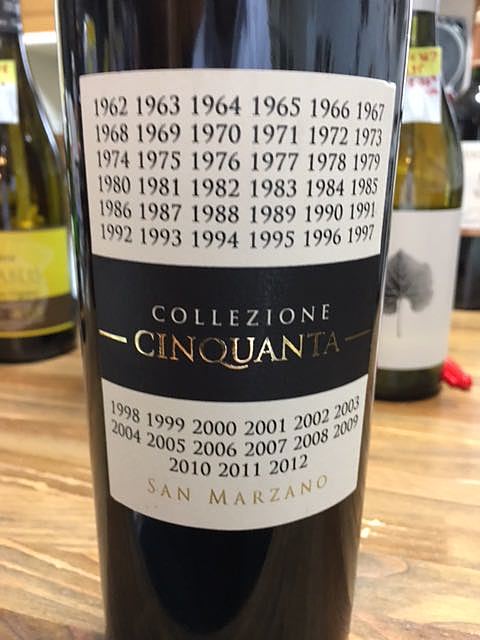 1962 1963 1964 1965 1966 1967
1968 1969 1970 1971 1972 1973
1974 1975 1976 1977 1978 1979
1980 1981 1982 1983 1984 1985
1986 1987 1988 1989 1990 1991
1992 1993 1994 1995 1996 1997
COLLEZIONE
CINQUANTA
1998 1999 2000 2001 2002 2003
2004 2005 2006 2007 2008 2009
2010 2011 2012
SAN MARZANO